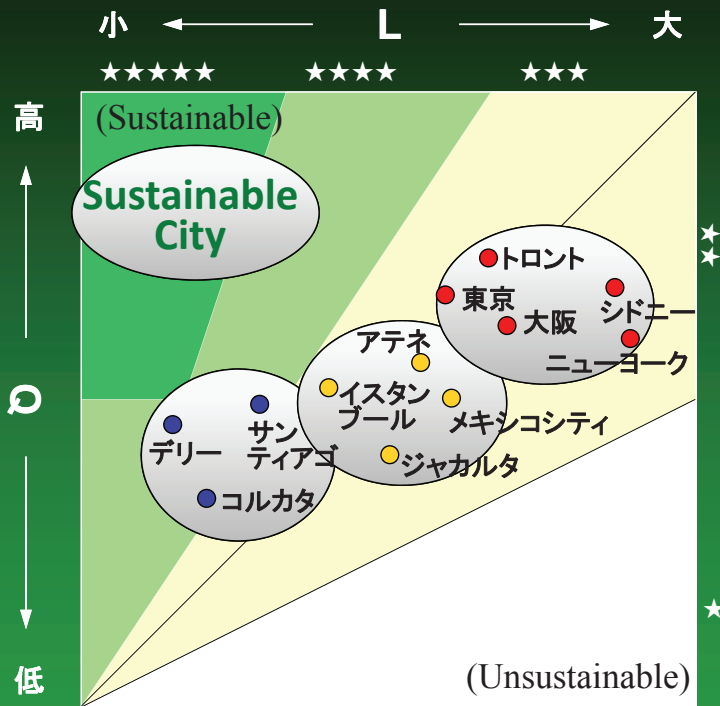 小 L 大
★★★★★ ★★★★ ★★★
高
(Sustainable)
Sustainable
City
★★
トロント
東京
シドニー
大阪
ニューヨーク
アテネ
Q
イスタン
ブール
メキシコシティ
サン
ティアゴ
デリー
ジャカルタ
コルカタ
★
低
(Unsustainable)